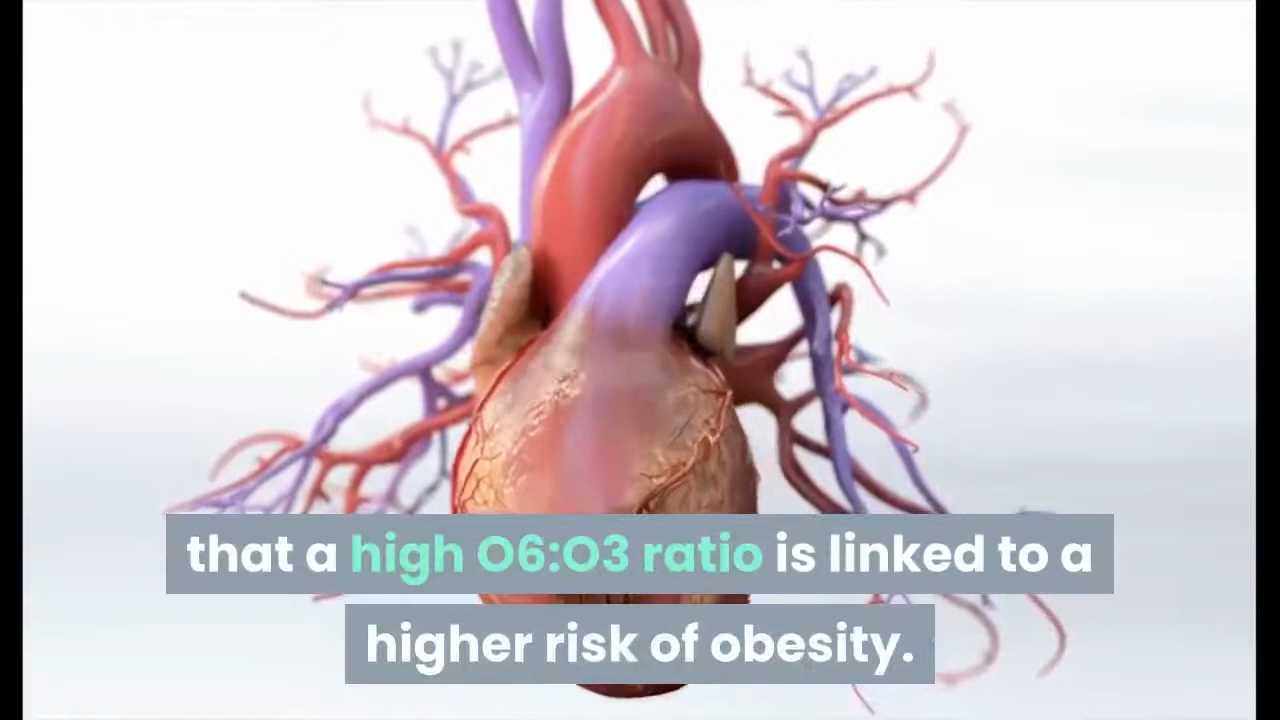 that a high O6:O3 ratio is linked to a
higher risk of obesity.